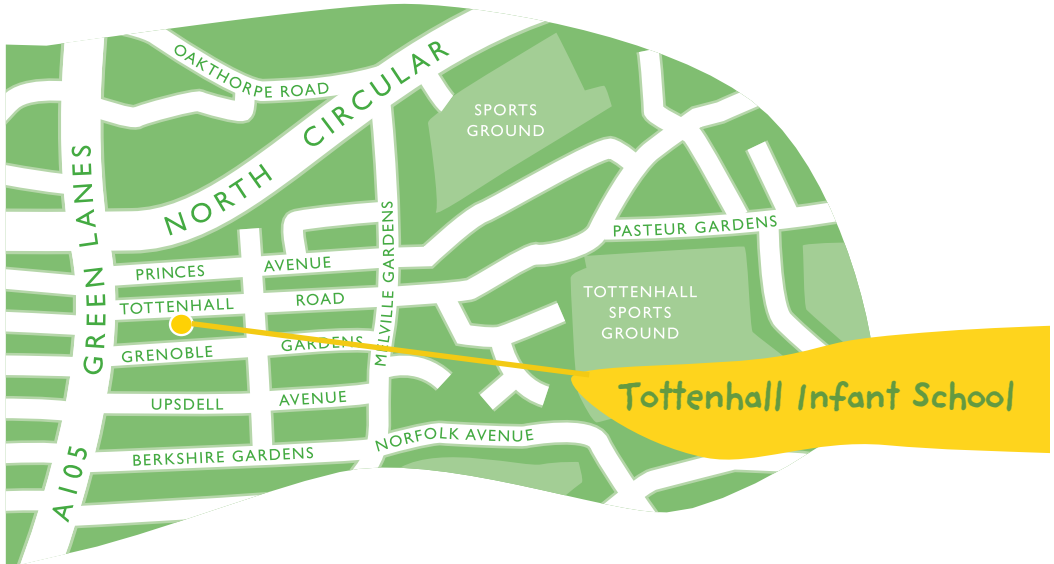 OAKTHORPE ROAD
NORTH CIRCULAR
SPORTS
GROUND
GREEN LANES
MELVILLE GARDENS
PASTEUR GARDENS
PRINCES AVENUE
TOTTENHALL ROAD
TOTTENHALL
SPORTS
GROUND
GRENOBLE GARDENS
Tottenhall Infant School
UPSDELL AVENUE
NORFOLK AVENUE
BERKSHIRE GARDENS
A105